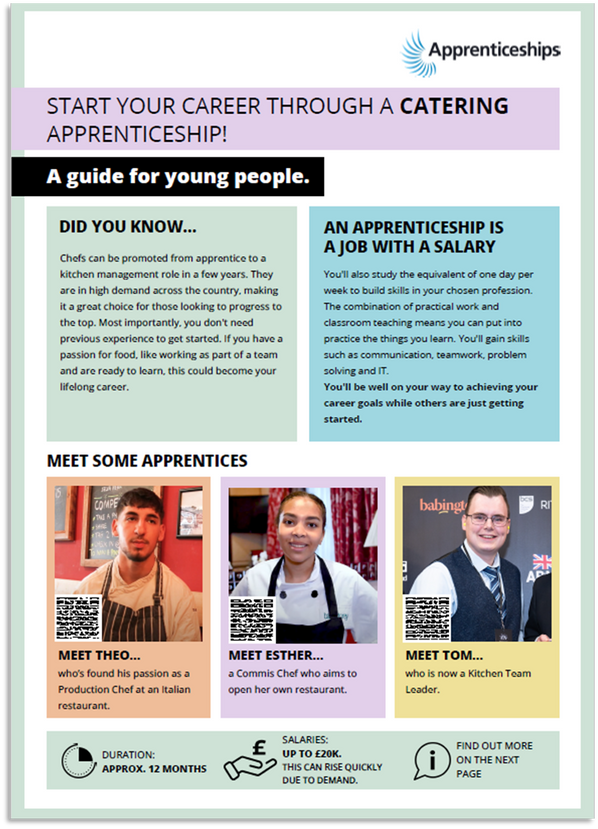 Apprenticeships
START YOUR CAREER THROUGH A CATERING
APPRENTICESHIP!
A guide for young people.
DID YOU KNOW...
Chefs can be promoted from apprentice to a
kitchen management role in a few years. They
are in high demand across the country, making
it a great choice for those looking to progress to
the top. Most importantly, you don't need
previous experience to get started. If you have a
passion for food, like working as part of a team
and are ready to learn, this could become your
lifelong career.
AN APPRENTICESHIP IS
A JOB WITH A SALARY
You'll also study the equivalent of one day per
week to build skills in your chosen profession.
The combination of practical work and
classroom teaching means you can put into
practice the things you learn. You'll gain skills
such as communication, teamwork, problem
solving and IT.
You'll be well on your way to achieving your
career goals while others are just getting
started.
MEET SOME APPRENTICES
MEET THEO...
who's found his passion as a
Production Chef at an Italian
restaurant.
MEET ESTHER...
a Commis Chef who aims to
open her own restaurant.
babingt
bcs
MEET TOM...
who is now a Kitchen Team
Leader.
DURATION:
APPROX. 12 MONTHS
£
SALARIES:
UP TO £20K.
THIS CAN RISE QUICKLY
DUE TO DEMAND.
i
FIND OUT MORE
ON THE NEXT
PAGE